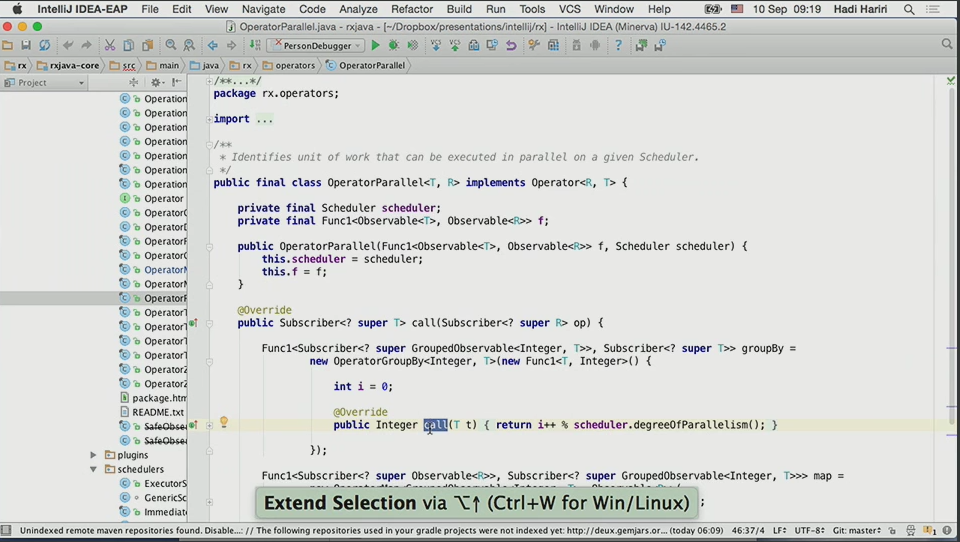 IntelliJ IDEA-EAP File Edit View Navigate Code Analyze Refactor Build Run Tools VCS Window Help 10 Sep 09:19 Hadi Hariri
OperatorParallel.java - rxjava - [~/Dropbox/presentations/intellij/rx] - IntelliJ IDEA (Minerva) IU-142.4465.2
PersonDebugger
rx rxjava-core src main java rx operators OperatorParallel
Project
/**...*/
package rx.operators;
import ...
/**
* Identifies unit of work that can be executed in parallel on a given Scheduler.
*/
public final class OperatorParallel<T, R> implements Operator<R, T> {
private final Scheduler scheduler;
private final Func1<Observable<T>, Observable<R>> f;
public OperatorParallel(Func1<Observable<T>, Observable<R>> f, Scheduler scheduler) {
this.scheduler = scheduler;
this.f = f;
}
@Override
public Subscriber<? super T> call(Subscriber<? super R> op) {
Func1<Subscriber<? super GroupedObservable<Integer, T>>, Subscriber<? super T>> groupBy =
new OperatorGroupBy<Integer, T>(new Func1<T, Integer>() {
int i = 0;
@Override
public Integer call(T t) { return i++ % scheduler.degreeOfParallelism(); }
});
Func1<Subscriber<? super Observable<R>>, Subscriber<? super GroupedObservable<Integer, T>>> map =
Operation
Operation
Operation
Operation
Operation
Operation
Operation
Operator
OperatorC
OperatorD
OperatorF
OperatorC
OperatorM
OperatorM
OperatorP
OperatorT
OperatorT
OperatorT
OperatorT
OperatorZ
OperatorZ
package.htm
README.txt
SafeObse
SafeObse
plugins
schedulers
ExecutorS
GenericSc
Immediate
Extend Selection via ⌥↑ (Ctrl+W for Win/Linux)
Unindexed remote maven repositories found. Disable... // The following repositories used in your gradle projects were not indexed yet: http://deux.gemjars.org/ (today 06:09) 46:37/4 LF÷ UTF-8÷ Git: master÷